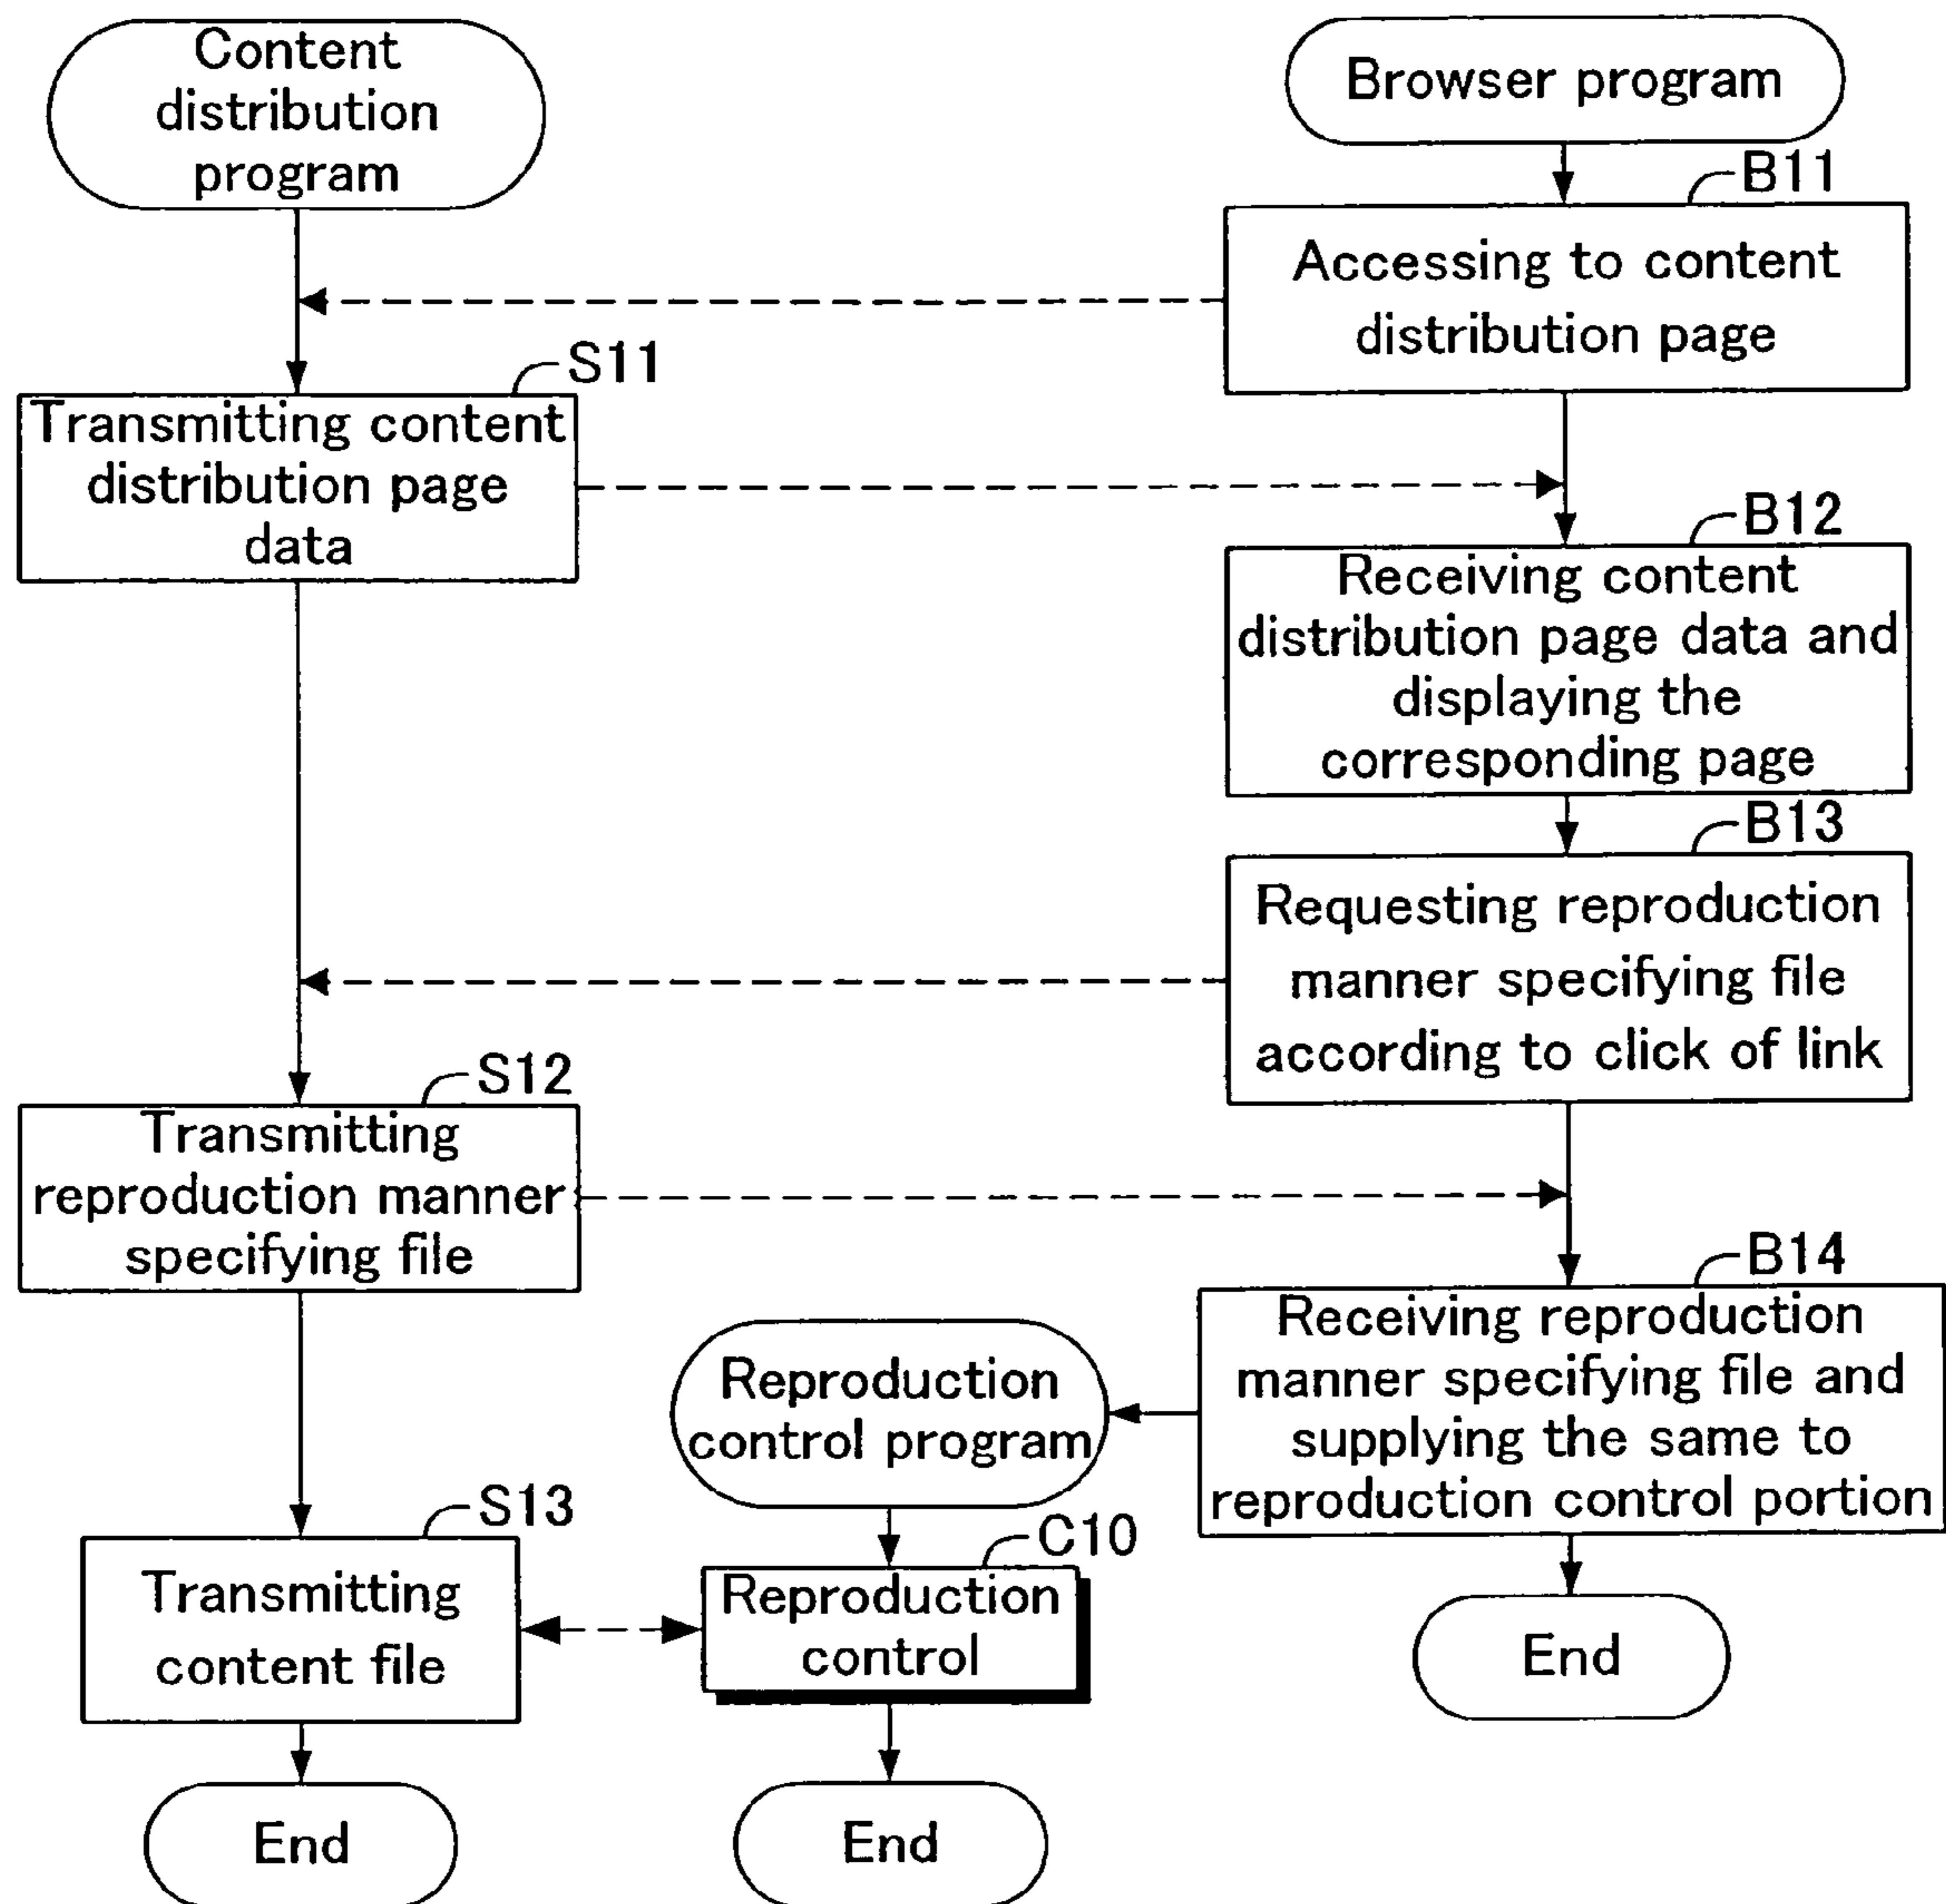 Content
distribution
program
Browser program
B11
Accessing to content
distribution page
S11
Transmitting content
distribution page
data
B12
Receiving content
distribution page data and
displaying the
corresponding page
B13
Requesting reproduction
manner specifying file
according to click of link
S12
Transmitting
reproduction manner
specifying file
B14
Receiving reproduction
manner specifying file and
supplying the same to
reproduction control portion
Reproduction
control program
S13
Transmitting
content file
C10
Reproduction
control
End
End
End